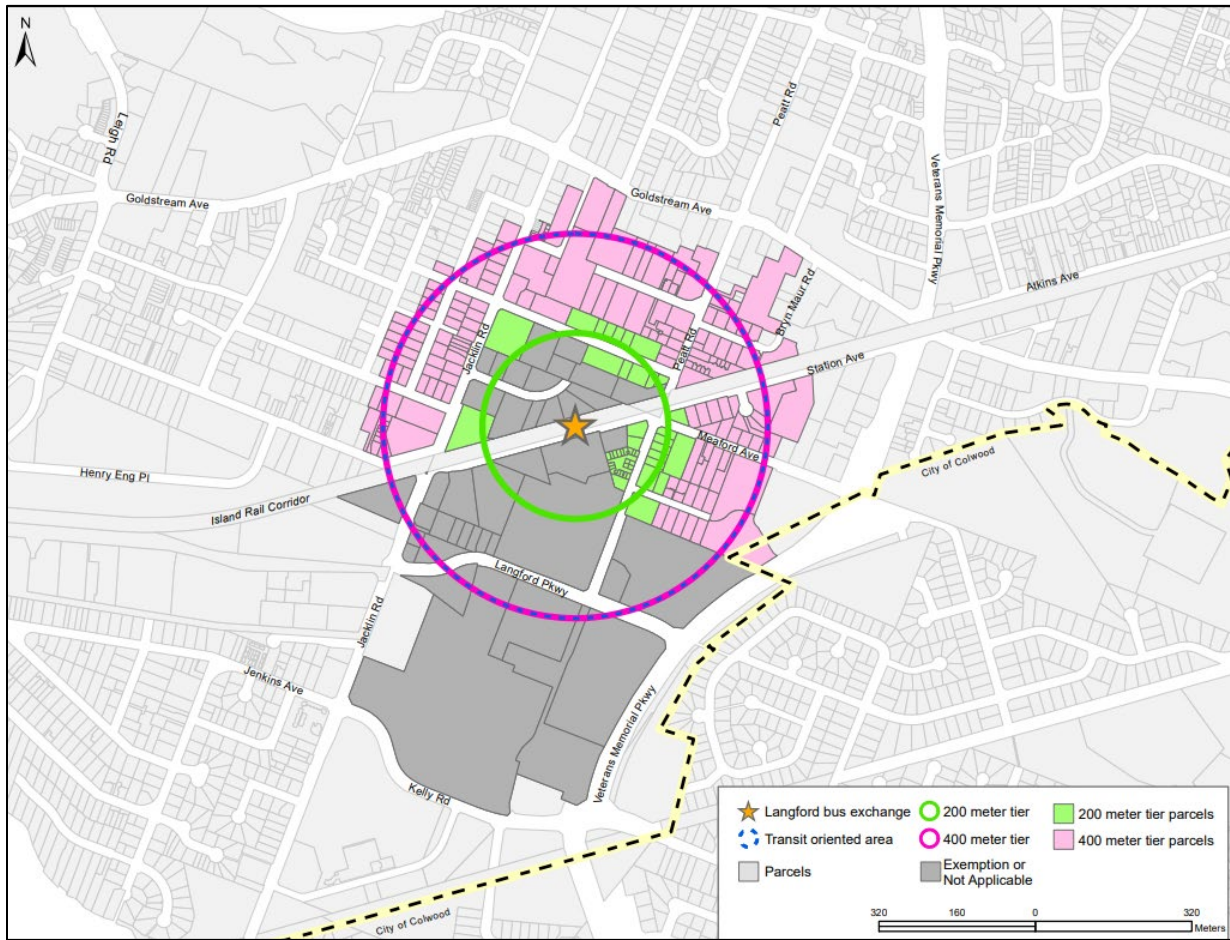 N
Leigh Rd
Peatt Rd
Goldstream Ave
Goldstream Ave
Veterans Memorial Pkwy
Atkins Ave
Bryn Maur Rd
Jacklin Rd
Peatt Rd
Station Ave
Meaford Ave
City of Colwood
Henry Eng Pl
Island Rail Corridor
Langford Pkwy
Jacklin Rd
Jenkins Ave
Veterans Memorial Pkwy
Kelly Rd
City of Colwood
Langford bus exchange
200 meter tier
200 meter tier parcels
Transit oriented area
400 meter tier
400 meter tier parcels
Parcels
Exemption or
Not Applicable
320 160 0 320
Meters